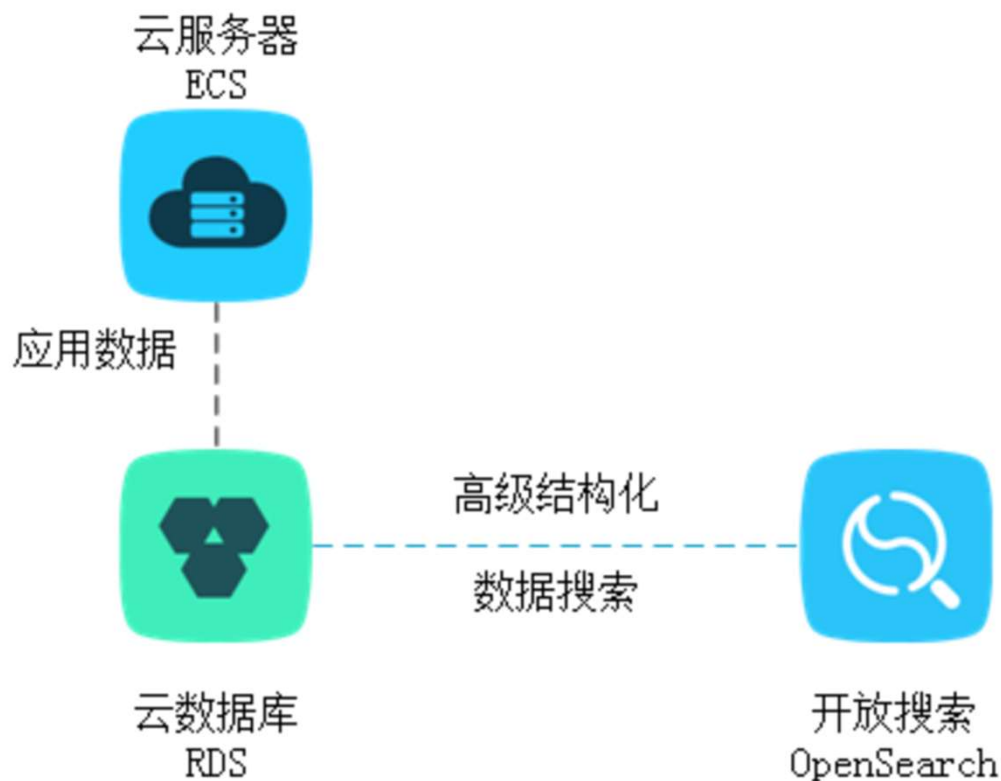 云服务器
ECS
应用数据
高级结构化
数据搜索
云数据库
RDS
开放搜索
OpenSearch